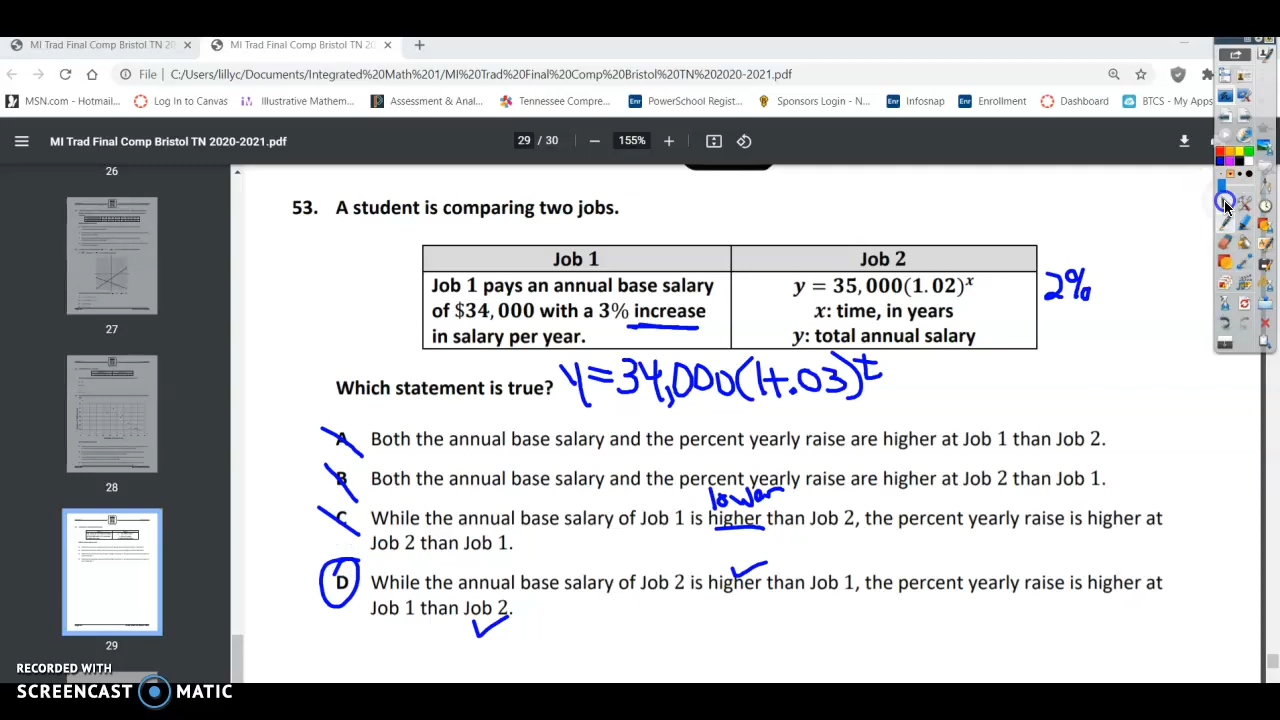 MI Trad Final Comp Bristol TN 20
MI Trad Final Comp Bristol TN 20
File C:/Users/lillyc/Documents/Integrated%20Math%201/MI%20Trad%20Final%20Comp%20Bristol%20TN%202020-2021.pdf
MSN.com - Hotmail...
Log In to Canvas
Illustrative Mathem...
Assessment & Anal...
Tennessee Compre...
PowerSchool Regist...
Sponsors Login - N...
Infosnap
Enrollment
Dashboard
BTCS - My Apps
MI Trad Final Comp Bristol TN 2020-2021.pdf
29 / 30
155%
26
27
28
29
53. A student is comparing two jobs.
Job 1 Job 2
Job 1 pays an annual base salary
of $34,000 with a 3% increase
in salary per year.
y = 35,000(1.02)^x
x: time, in years
y: total annual salary
2%
y=34,000(1+.03)^t
Which statement is true?
A Both the annual base salary and the percent yearly raise are higher at Job 1 than Job 2.
B Both the annual base salary and the percent yearly raise are higher at Job 2 than Job 1.
lower
C While the annual base salary of Job 1 is higher than Job 2, the percent yearly raise is higher at
Job 2 than Job 1.
D While the annual base salary of Job 2 is higher than Job 1, the percent yearly raise is higher at
Job 1 than Job 2.
RECORDED WITH
SCREENCAST MATIC